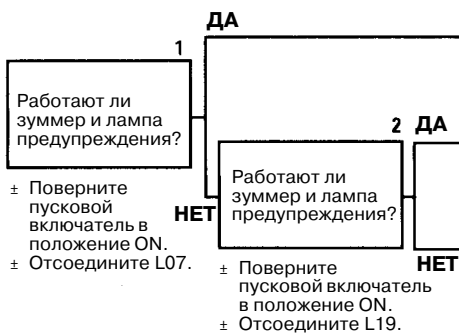 ДА
1
Работают ли
зуммер и лампа
предупреждения?
± Поверните
пусковой
включатель в
положение ON.
± Отсоедините L07.
НЕТ
2
ДА
Работают ли
зуммер и лампа
предупреждения?
НЕТ
± Поверните
пусковой включатель
в положение ON.
± Отсоедините L19.